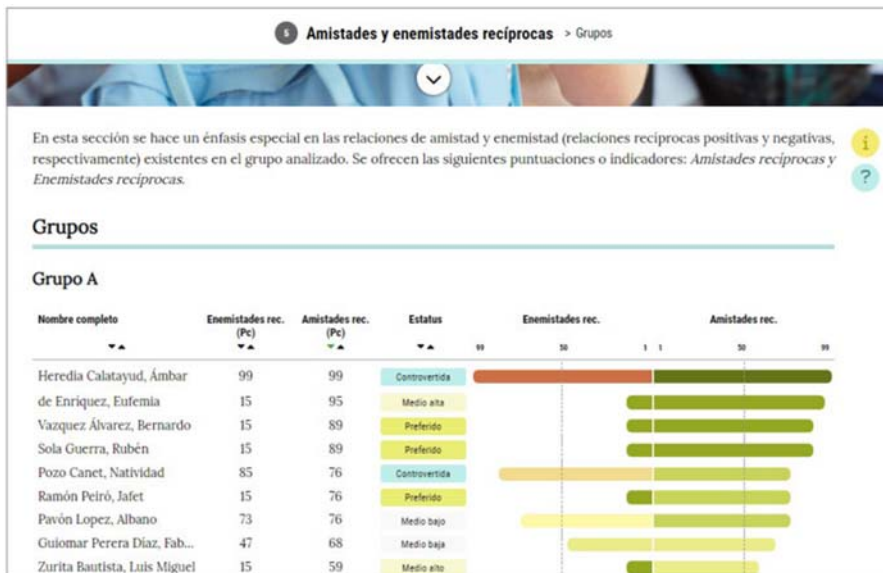 5 Amistades y enemistades recíprocas > Grupos
En esta sección se hace un énfasis especial en las relaciones de amistad y enemistad (relaciones recíprocas positivas y negativas,
respectivamente) existentes en el grupo analizado. Se ofrecen las siguientes puntuaciones o indicadores: Amistades recíprocas y
Enemistades recíprocas.
i
?
Grupos
Grupo A
Nombre completo Enemistades rec. (Pc) Amistades rec. (Pc) Estatus Enemistades rec. Amistades rec.
99 50 1 1 50 99
Heredia Calatayud, Ámbar 99 99 Controvertida
de Enríquez, Eufemia 15 95 Medio alta
Vazquez Álvarez, Bernardo 15 89 Preferido
Sola Guerra, Rubén 15 89 Preferido
Pozo Canet, Natividad 85 76 Controvertida
Ramón Peiró, Jafet 15 76 Preferido
Pavón Lopez, Albano 73 76 Medio bajo
Guiomar Perera Díaz, Fab... 47 68 Medio baja
Zurita Bautista, Luis Miguel 15 59 Medio alto